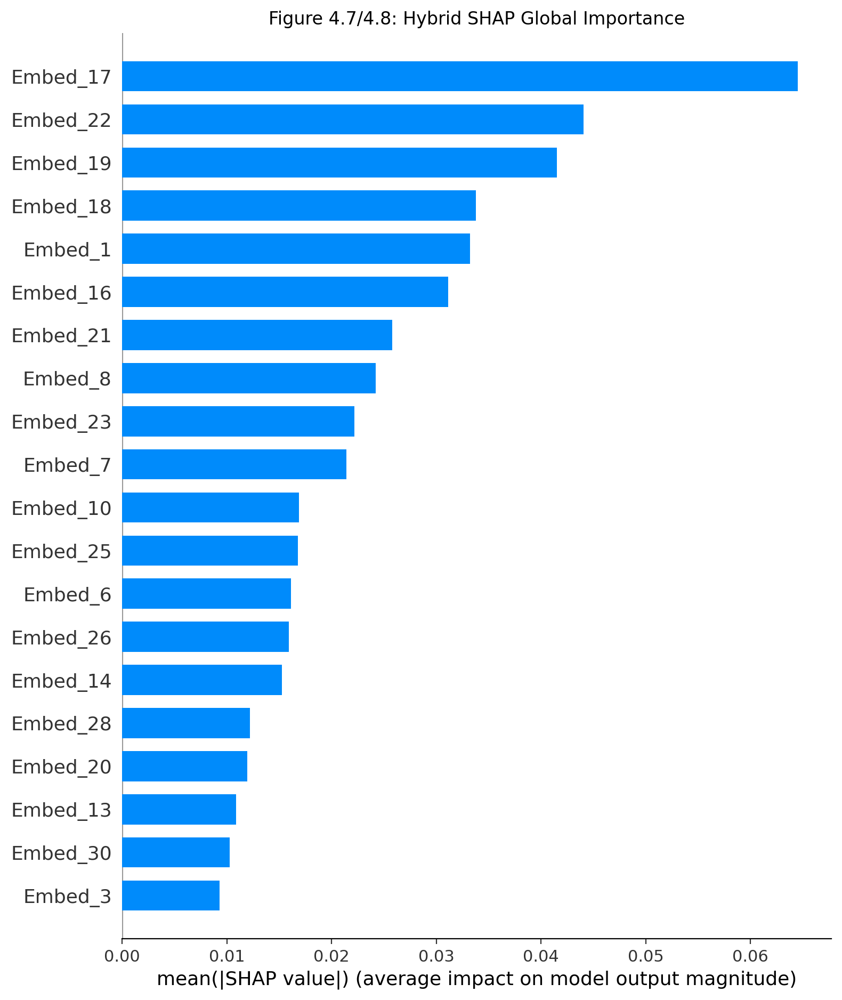 Figure 4.7/4.8: Hybrid SHAP Global Importance
Embed_17
Embed_22
Embed_19
Embed_18
Embed_1
Embed_16
Embed_21
Embed_8
Embed_23
Embed_7
Embed_10
Embed_25
Embed_6
Embed_26
Embed_14
Embed_28
Embed_20
Embed_13
Embed_30
Embed_3
0.00 0.01 0.02 0.03 0.04 0.05 0.06
mean(|SHAP value|) (average impact on model output magnitude)